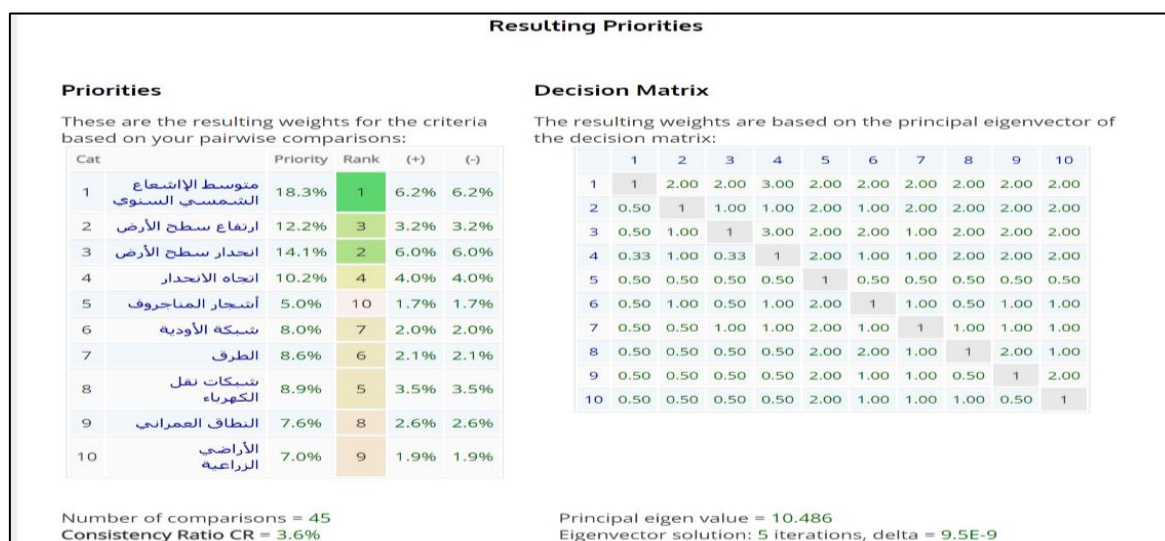 Resulting Priorities
Priorities
These are the resulting weights for the criteria
based on your pairwise comparisons:
Cat Priority Rank (+) (-)
1 متوسط الإاشعاع الشمسي السنوي 18.3% 1 6.2% 6.2%
2 ارتفاع سطح الأرض 12.2% 3 3.2% 3.2%
3 انحدار سطح الأرض 14.1% 2 6.0% 6.0%
4 اتجاه الانحدار 10.2% 4 4.0% 4.0%
5 أشجار المناجروف 5.0% 10 1.7% 1.7%
6 شبكة الأودية 8.0% 7 2.0% 2.0%
7 الطرق 8.6% 6 2.1% 2.1%
8 شبكات نقل الكهرباء 8.9% 5 3.5% 3.5%
9 النطاق العمراني 7.6% 8 2.6% 2.6%
10 الأراضي الزراعية 7.0% 9 1.9% 1.9%
Number of comparisons = 45
Consistency Ratio CR = 3.6%
Decision Matrix
The resulting weights are based on the principal eigenvector of
the decision matrix:
1 2 3 4 5 6 7 8 9 10
1 1 2.00 2.00 3.00 2.00 2.00 2.00 2.00 2.00 2.00
2 0.50 1 1.00 1.00 2.00 1.00 2.00 2.00 2.00 2.00
3 0.50 1.00 1 3.00 2.00 2.00 1.00 2.00 2.00 2.00
4 0.33 1.00 0.33 1 2.00 1.00 1.00 2.00 2.00 2.00
5 0.50 0.50 0.50 0.50 1 0.50 0.50 0.50 0.50 0.50
6 0.50 1.00 0.50 1.00 2.00 1 1.00 0.50 1.00 1.00
7 0.50 0.50 1.00 1.00 2.00 1.00 1 1.00 1.00 1.00
8 0.50 0.50 0.50 0.50 2.00 2.00 1.00 1 2.00 1.00
9 0.50 0.50 0.50 0.50 2.00 1.00 1.00 0.50 1 2.00
10 0.50 0.50 0.50 0.50 2.00 1.00 1.00 1.00 0.50 1
Principal eigen value = 10.486
Eigenvector solution: 5 iterations, delta = 9.5E-9